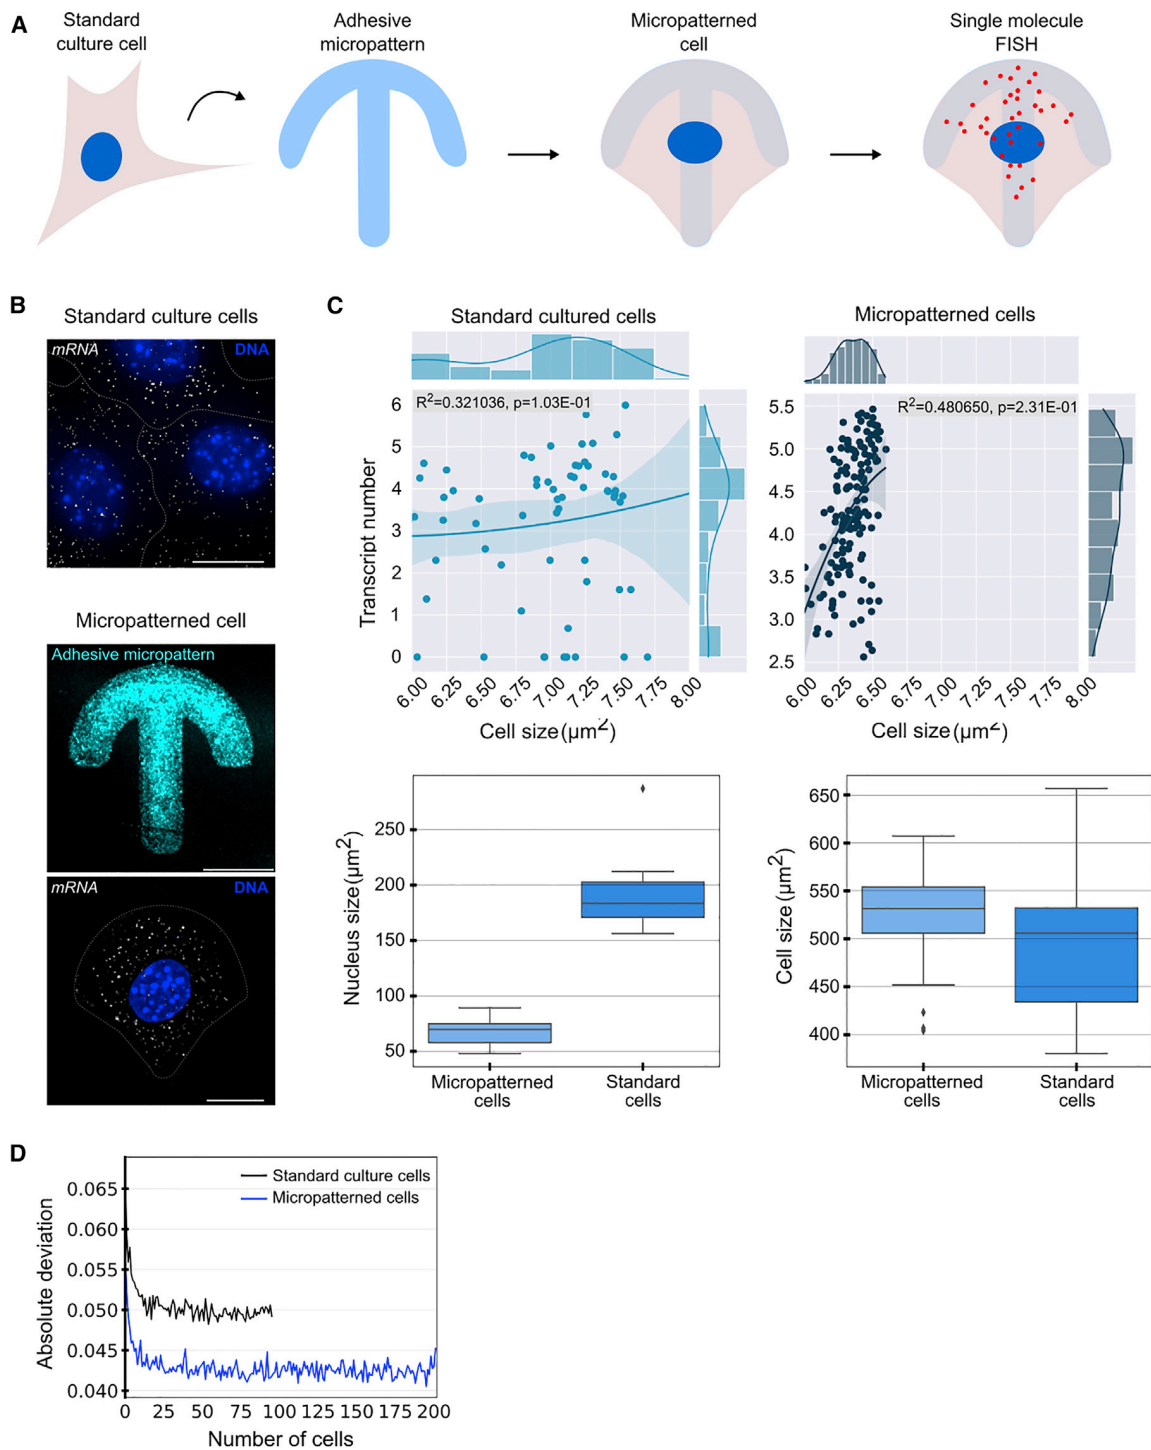 A
Standard
culture cell
Adhesive
micropattern
Micropatterned
cell
Single molecule
FISH
B
Standard culture cells
mRNA
DNA
Micropatterned cell
Adhesive micropattern
mRNA
DNA
C
Standard cultured cells
R²=0.321036, p=1.03E-01
Transcript number
6
5
4
3
2
1
0
6.00
6.25
6.50
6.75
7.00
7.25
7.50
7.75
8.00
Cell size(μm²)
Micropatterned cells
R²=0.480650, p=2.31E-01
5.5
5.0
4.5
4.0
3.5
3.0
2.5
6.00
6.25
6.50
6.75
7.00
7.25
7.50
7.75
8.00
Cell size(μm²)
Nucleus size(μm²)
250
200
150
100
50
Micropatterned
cells
Standard
cells
Cell size(μm²)
650
600
550
500
450
400
Micropatterned
cells
Standard
cells
D
Absolute deviation
0.065
0.060
0.055
0.050
0.045
0.040
Standard culture cells
Micropatterned cells
0 25 50 75 100 125 150 175 200
Number of cells